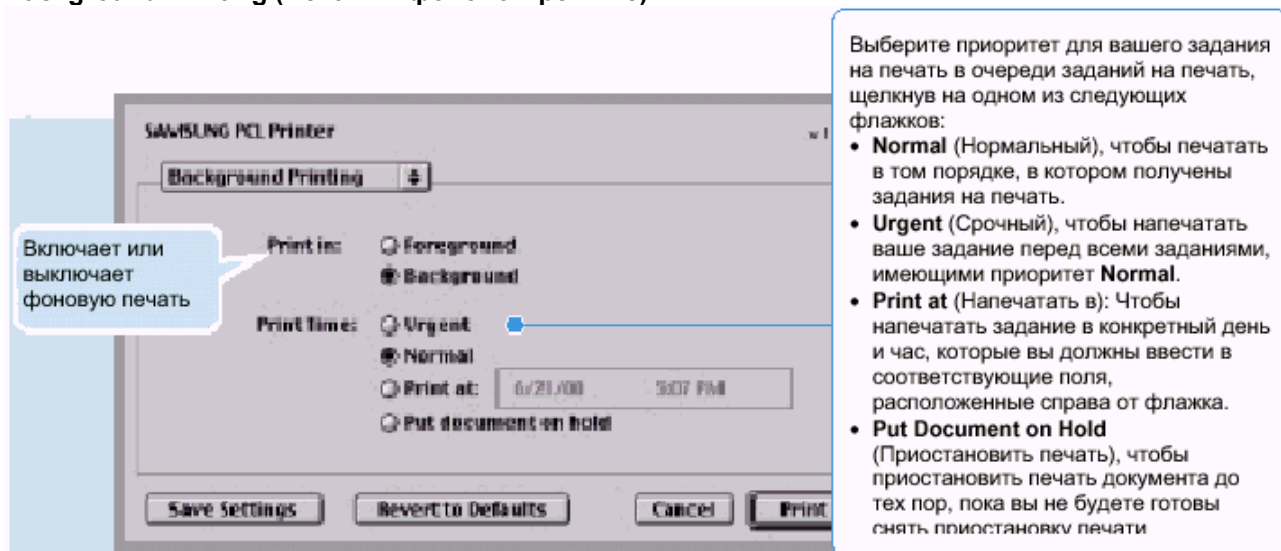 SAMSUNG PCL Printer
Background Printing
Print in:
Foreground
Background
Print Time:
Urgent
Normal
Print at: 6/21/00 5:07 PM
Put document on hold
Save Settings
Revert to Defaults
Cancel
Print
Включает или
выключает
фоновую печать
Выберите приоритет для вашего задания
на печать в очереди заданий на печать,
щелкнув на одном из следующих
флажков:
• Normal (Нормальный), чтобы печатать
в том порядке, в котором получены
задания на печать.
• Urgent (Срочный), чтобы напечатать
ваше задание перед всеми заданиями,
имеющими приоритет Normal.
• Print at (Напечатать в): Чтобы
напечатать задание в конкретный день
и час, которые вы должны ввести в
соответствующие поля,
расположенные справа от флажка.
• Put Document on Hold
(Приостановить печать), чтобы
приостановить печать документа до
тех пор, пока вы не будете готовы
снять приостановку печати